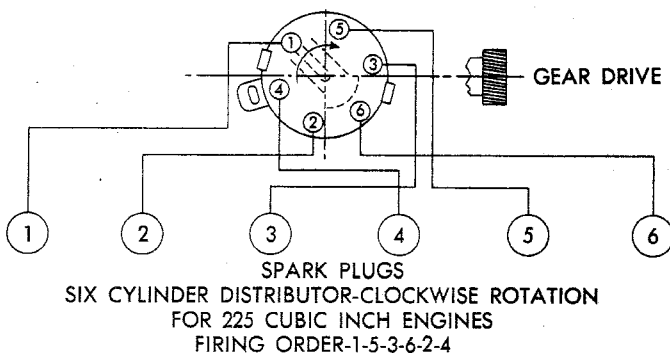 5
1
3
4
2
6
GEAR DRIVE
1 2 3 4 5 6
SPARK PLUGS
SIX CYLINDER DISTRIBUTOR-CLOCKWISE ROTATION
FOR 225 CUBIC INCH ENGINES
FIRING ORDER-1-5-3-6-2-4